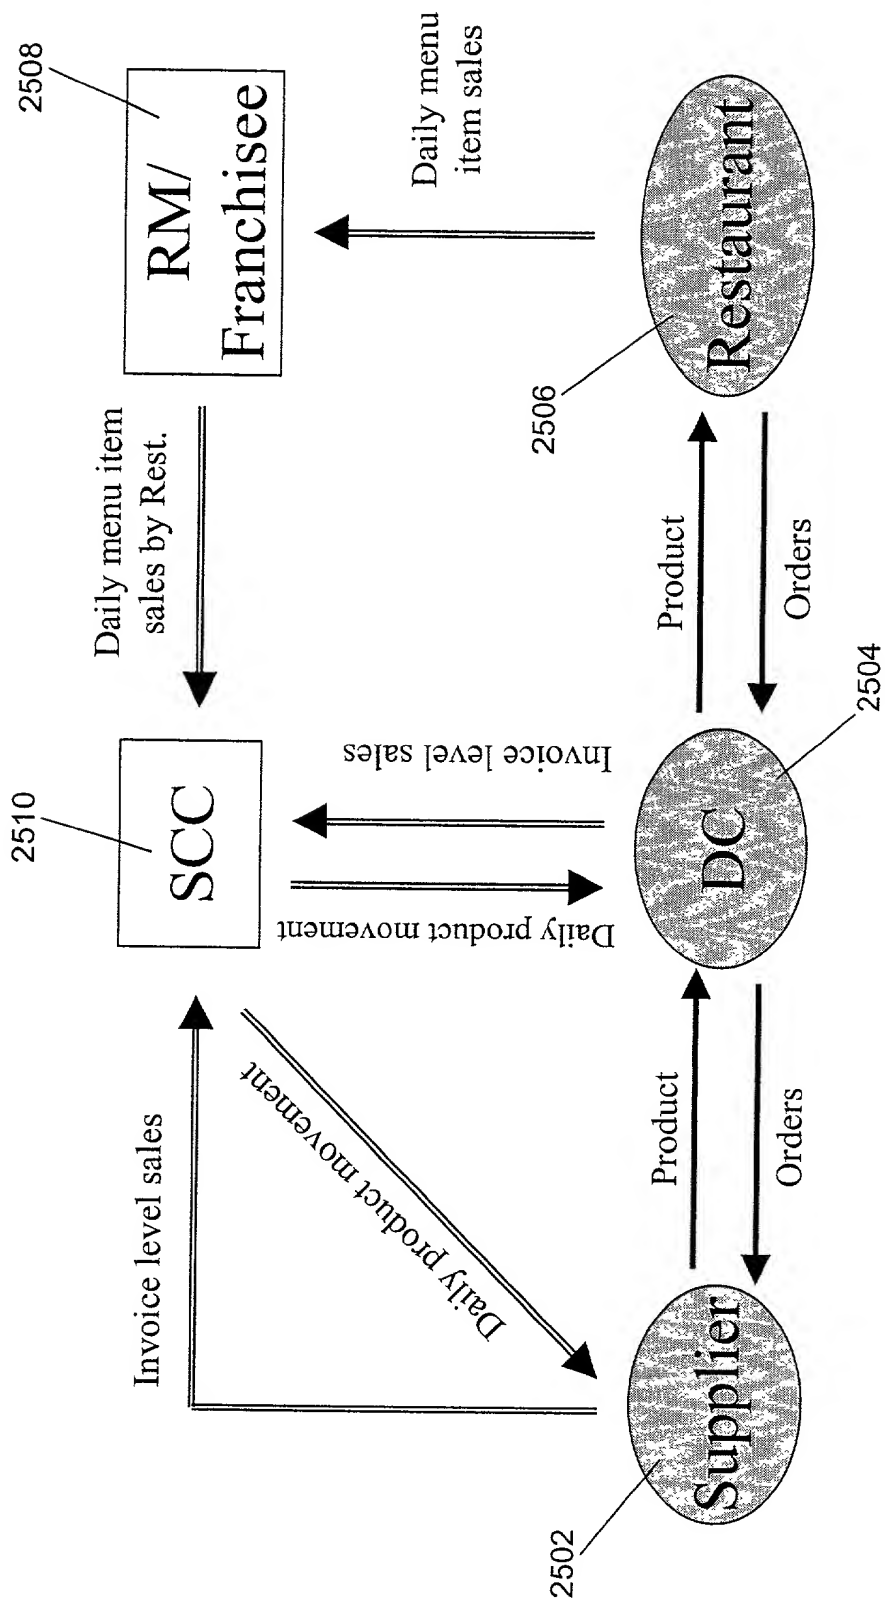 2510
2508
SCC
RM/
Franchisee
Daily menu item
sales by Rest.
Invoice level sales
Daily product movement
Daily product movement
Invoice level sales
Daily menu
item sales
2502
Supplier
Product
Orders
DC
2504
Product
Orders
2506
Restaurant